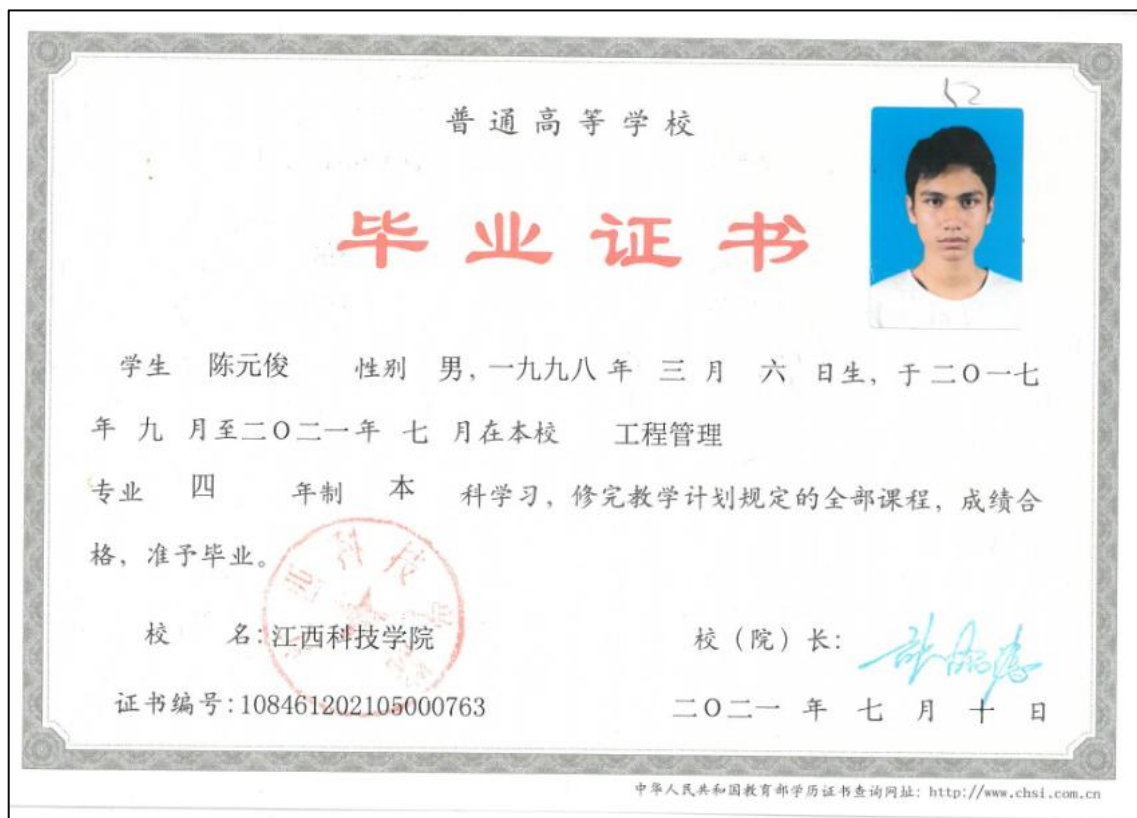 普通高等学校
毕业证书
学生 陈元俊 性别 男，一九九八年 三 月 六 日生，于二〇一七
年 九 月至二〇二一年 七 月在本校 工程管理
专业 四 年制 本 科学习，修完教学计划规定的全部课程，成绩合
格，准予毕业。
校 名：江西科技学院
校（院）长：
证书编号：108461202105000763
二〇二一 年 七 月 十 日
中华人民共和国教育部学历证书查询网址：http://www.chsi.com.cn